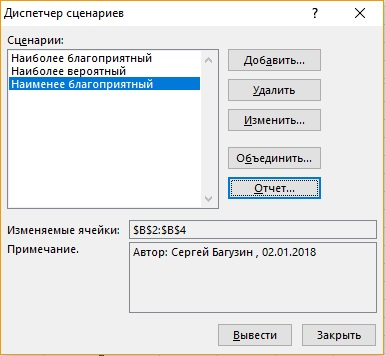 Диспетчер сценариев ? ×
Сценарии:
Наиболее благоприятный
Наиболее вероятный
Наименее благоприятный
Добавить...
Удалить
Изменить...
Объединить...
Отчет...
Изменяемые ячейки: $B$2:$B$4
Примечание. Автор: Сергей Багузин , 02.01.2018
Вывести Закрыть